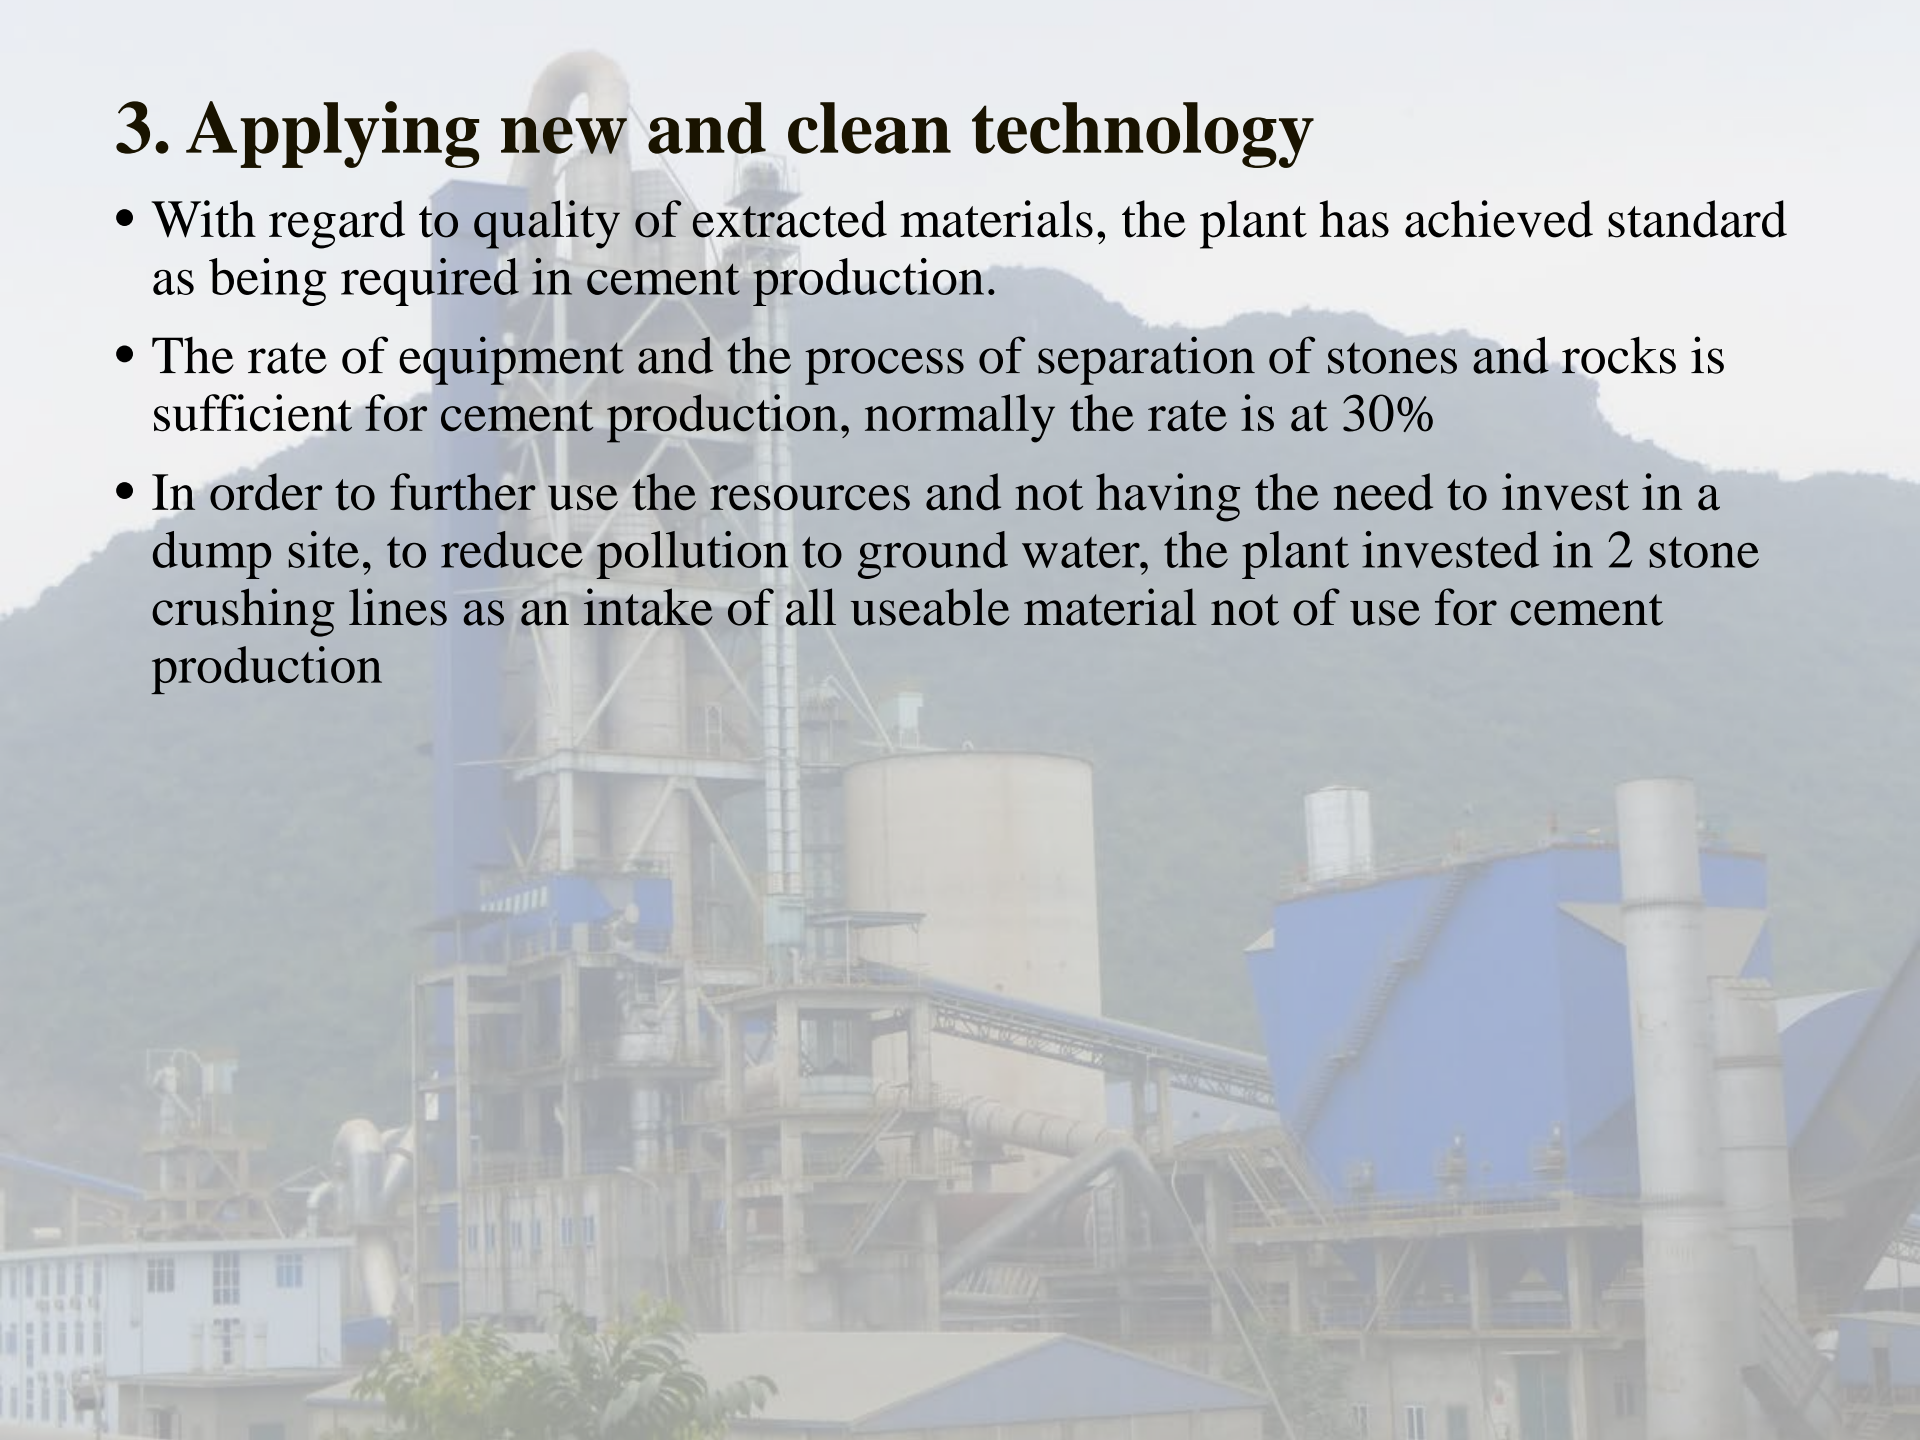 3. Applying new and clean technology
• With regard to quality of extracted materials, the plant has achieved standard
as being required in cement production.
• The rate of equipment and the process of separation of stones and rocks is
sufficient for cement production, normally the rate is at 30%
• In order to further use the resources and not having the need to invest in a
dump site, to reduce pollution to ground water, the plant invested in 2 stone
crushing lines as an intake of all useable material not of use for cement
production